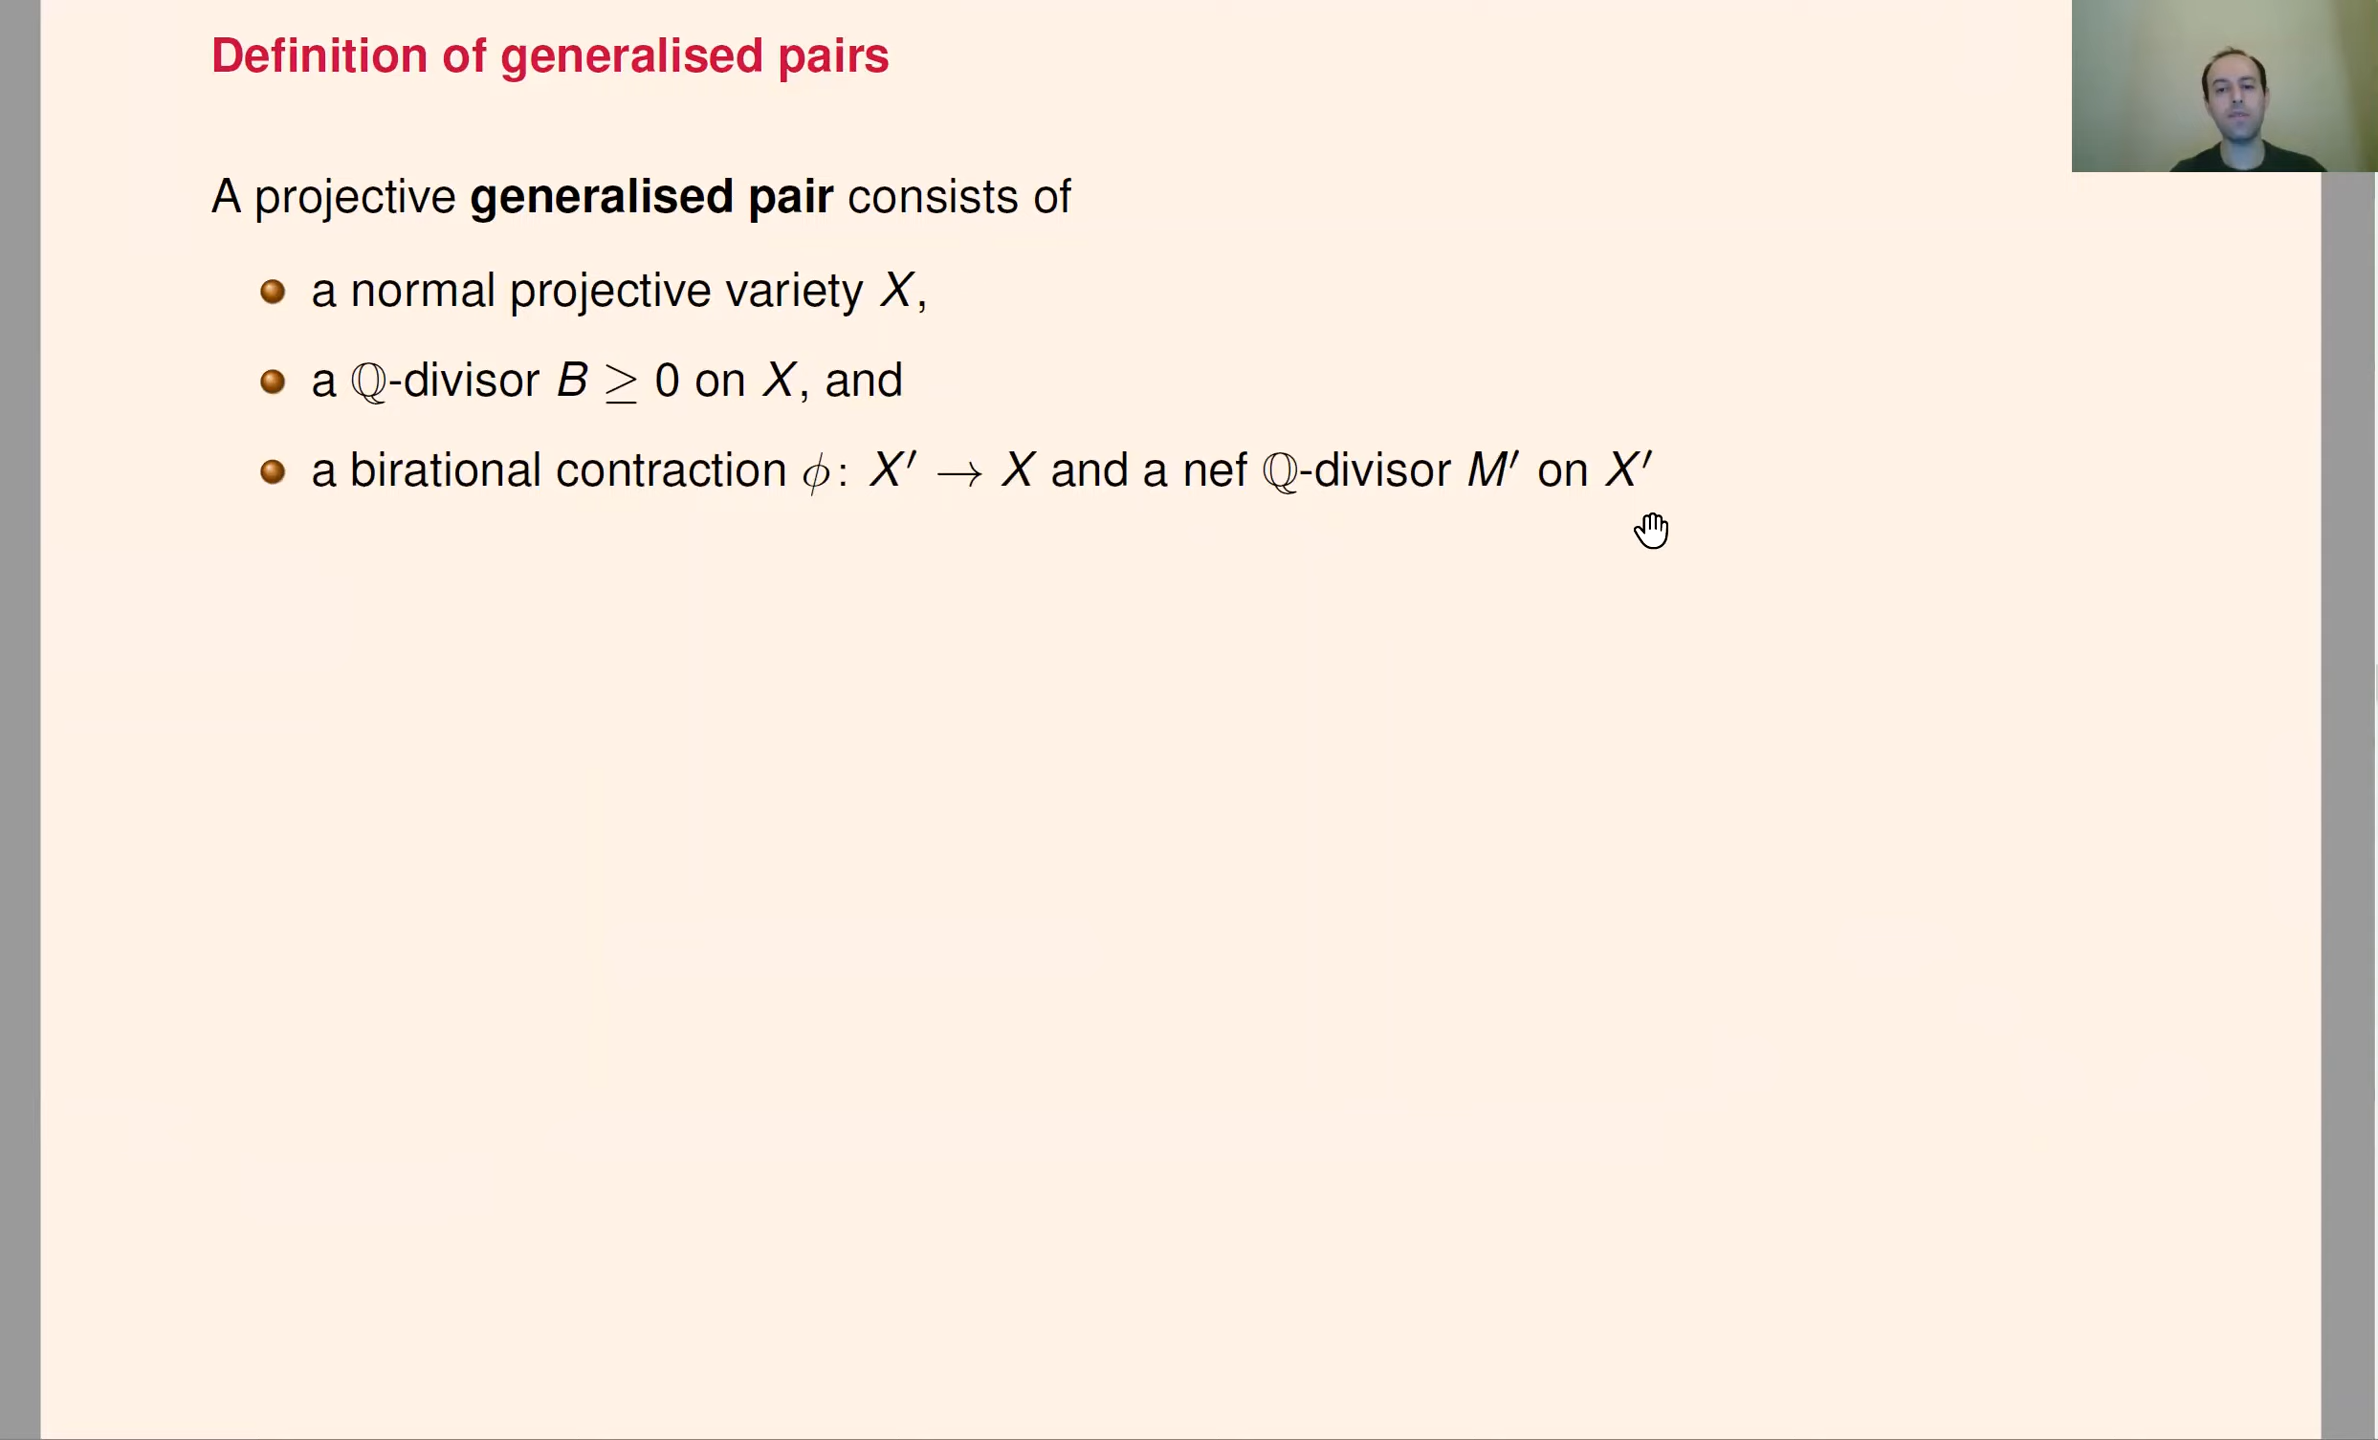 Definition of generalised pairs
A projective generalised pair consists of
a normal projective variety X,
a ℚ-divisor B ≥ 0 on X, and
a birational contraction ϕ: X′ → X and a nef ℚ-divisor M′ on X′